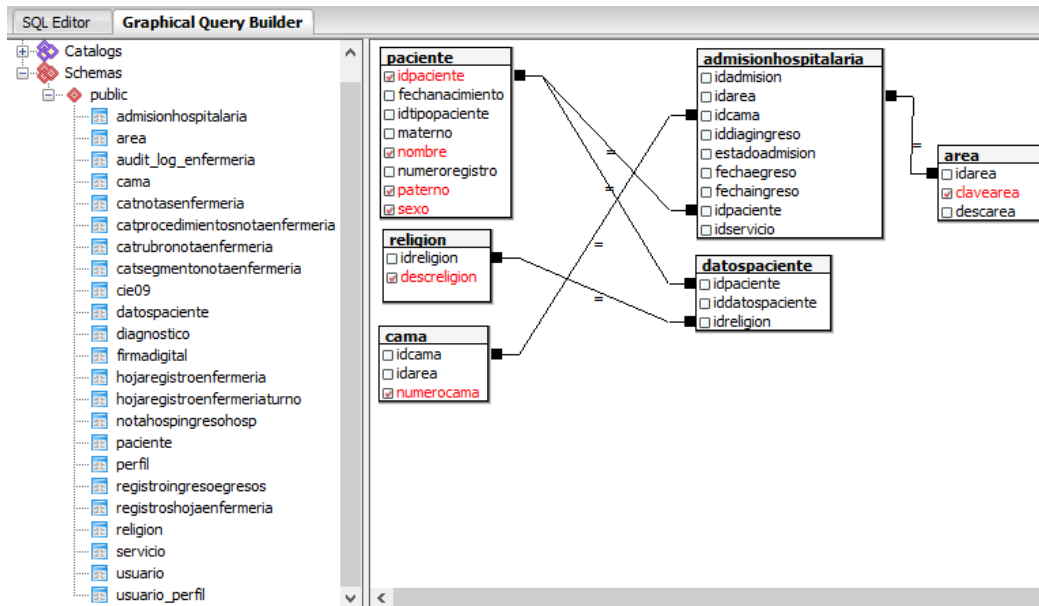 SQL Editor
Graphical Query Builder
Catalogs
Schemas
public
admisionhospitalaria
area
audit_log_enfermeria
cama
catnotasenfermeria
catprocedimientosnotaenfermeria
catrubronotaenfermeria
catsegmentonotaenfermeria
cie09
datospaciente
diagnostico
firmadigital
hojaregistroenfermeria
hojaregistroenfermeriaturno
notahospingresohosp
paciente
perfil
registroingresoegresos
registroshojaenfermeria
religion
servicio
usuario
usuario_perfil
paciente
idpaciente
fechanacimiento
idtipopaciente
materno
nombre
numeroregistro
paterno
sexo
religion
idreligion
descreligion
cama
idcama
idarea
numerocama
admisionhospitalaria
idadmision
idarea
idcama
iddiagingreso
estadoadmision
fechaegreso
fechaingreso
idpaciente
idservicio
datospaciente
idpaciente
iddatospaciente
idreligion
area
idarea
clavearea
descarea
=
=
=
=
=